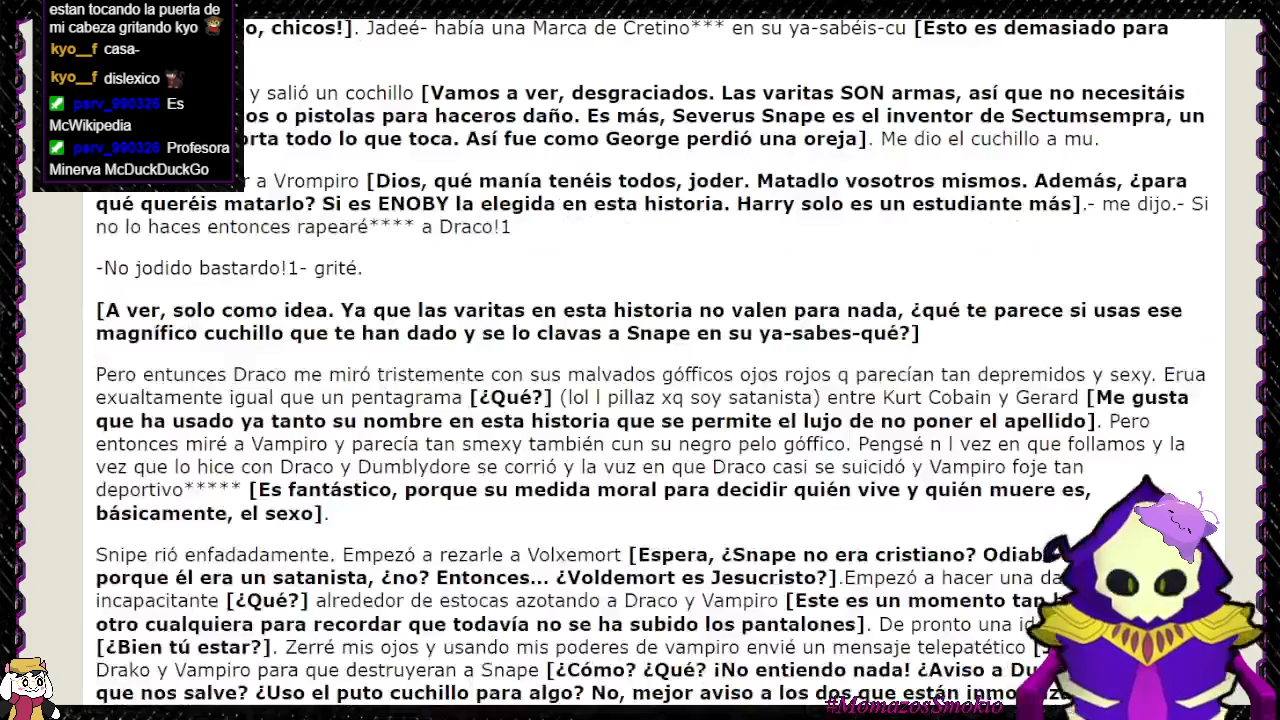 estan tocando la puerta de
mi cabeza gritando kyo
kyo__f casa-
kyo__f dislexico
psrv_990326 Es
McWikipedia
psrv_990326 Profesora
Minerva McDuckDuckGo
o, chicos!]. Jadeé- había una Marca de Cretino*** en su ya-sabéis-cu [Esto es demasiado para
y salió un cochillo [Vamos a ver, desgraciados. Las varitas SON armas, así que no necesitáis
os o pistolas para haceros daño. Es más, Severus Snape es el inventor de Sectumsempra, un
orta todo lo que toca. Así fue como George perdió una oreja]. Me dio el cuchillo a mu.
a Vrompiro [Dios, qué manía tenéis todos, joder. Matadlo vosotros mismos. Además, ¿para
qué queréis matarlo? Si es ENOBY la elegida en esta historia. Harry solo es un estudiante más].- me dijo.- Si
no lo haces entonces rapearé**** a Draco!1
-No jodido bastardo!1- grité.
[A ver, solo como idea. Ya que las varitas en esta historia no valen para nada, ¿qué te parece si usas ese
magnífico cuchillo que te han dado y se lo clavas a Snape en su ya-sabes-qué?]
Pero entunces Draco me miró tristemente con sus malvados gófficos ojos rojos q parecían tan depremidos y sexy. Erua
exualtamente igual que un pentagrama [¿Qué?] (lol l pillaz xq soy satanista) entre Kurt Cobain y Gerard [Me gusta
que ha usado ya tanto su nombre en esta historia que se permite el lujo de no poner el apellido]. Pero
entonces miré a Vampiro y parecía tan smexy también cun su negro pelo góffico. Pengsé n l vez en que follamos y la
vez que lo hice con Draco y Dumblydore se corrió y la vuz en que Draco casi se suicidó y Vampiro foje tan
deportivo***** [Es fantástico, porque su medida moral para decidir quién vive y quién muere es,
básicamente, el sexo].
Snipe rió enfadadamente. Empezó a rezarle a Volxemort [Espera, ¿Snape no era cristiano? Odiab
porque él era un satanista, ¿no? Entonces... ¿Voldemort es Jesucristo?].Empezó a hacer una da
incapacitante [¿Qué?] alrededor de estocas azotando a Draco y Vampiro [Este es un momento tan b
otro cualquiera para recordar que todavía no se ha subido los pantalones]. De pronto una id
[¿Bien tú estar?]. Zerré mis ojos y usando mis poderes de vampiro envié un mensaje telepatético [
Drako y Vampiro para que destruyeran a Snape [¿Cómo? ¿Qué? ¡No entiendo nada! ¿Aviso a Du
que nos salve? ¿Uso el puto cuchillo para algo? No, mejor aviso a los dos que están inmo
#MomazosSmokio